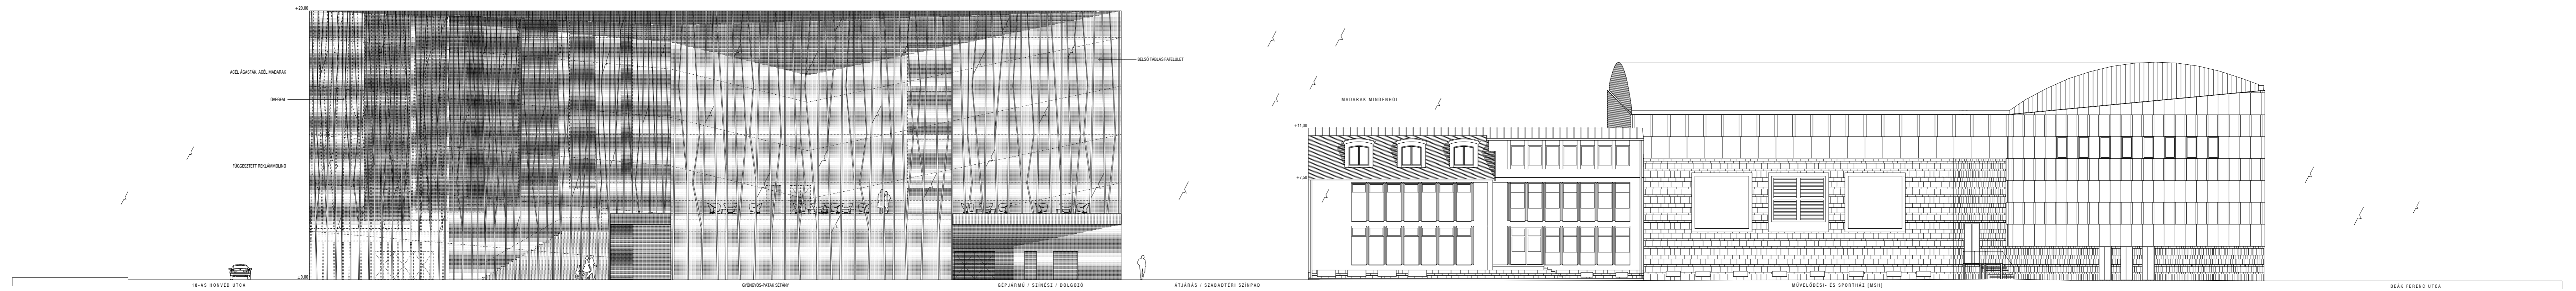 +20,00
ACÉL ÁGASFÁK, ACÉL MADARAK
ÜVEGFAL
FÜGGESZTETT REKLÁMMOLINÓ
±0,00
BELSŐ TÁBLÁS FAFELÜLET
MADARAK MINDENHOL
+11,30
+7,50
18-AS HONVÉD UTCA
GYÖNGYÖS-PATAK SÉTÁNY
GÉPJÁRMŰ / SZÍNÉSZ / DOLGOZÓ
ÁTJÁRÁS / SZABADTÉRI SZÍNPAD
MŰVELŐDÉSI- ÉS SPORTHÁZ [MSH]
DEÁK FERENC UTCA